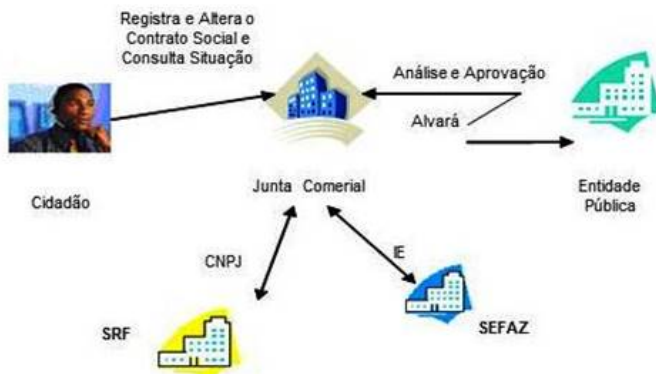 Registra e Altera o
Contrato Social e
Consulta Situação
Análise e Aprovação
Alvará
Cidadão
Junta Comerial
Entidade
Pública
CNPJ
IE
SRF
SEFAZ